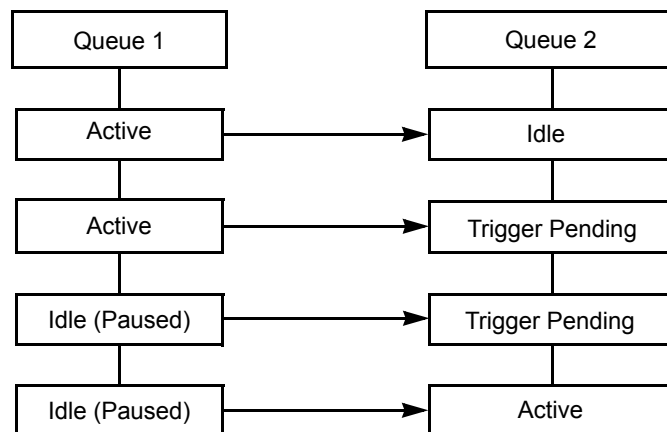 Queue 1
Queue 2
Active
Idle
Active
Trigger Pending
Idle (Paused)
Trigger Pending
Idle (Paused)
Active